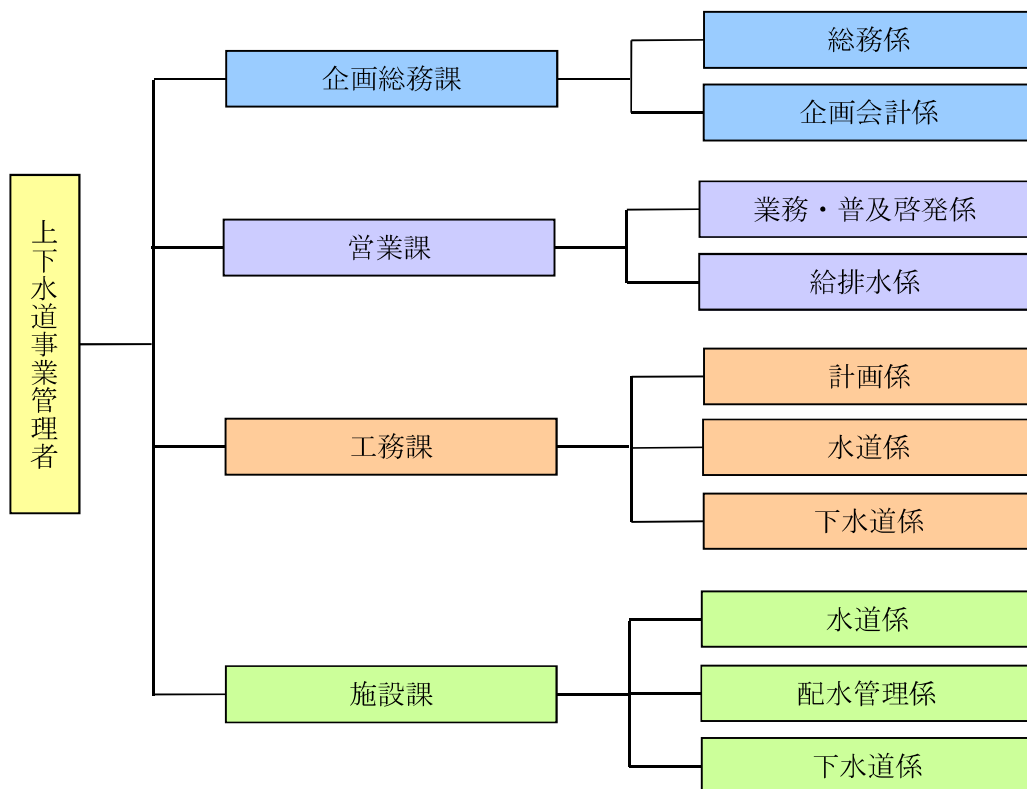 上下水道事業管理者
企画総務課
総務係
企画会計係
営業課
業務・普及啓発係
給排水係
工務課
計画係
水道係
下水道係
施設課
水道係
配水管理係
下水道係